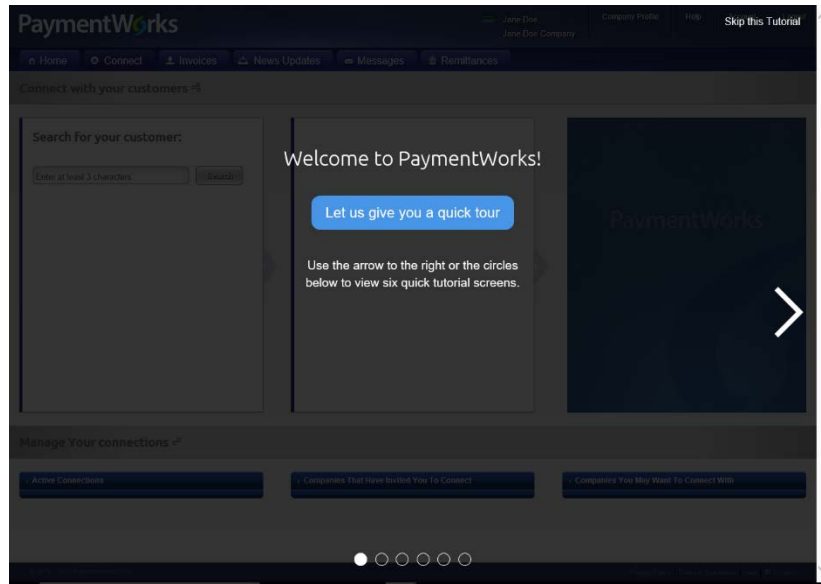 PaymentWorks
Jane Doe,
Jane Doe Company
Company Profile
Help
Skip this Tutorial
Home
Connect
Invoices
News Updates
Messages
Remittances
Connect with your customers
Search for your customer:
Enter at least 3 characters
Search
Welcome to PaymentWorks!
Let us give you a quick tour
Use the arrow to the right or the circles
below to view six quick tutorial screens.
PaymentWorks
Manage Your connections
Active Connections
Companies That Have Invited You To Connect
Companies You May Want To Connect With